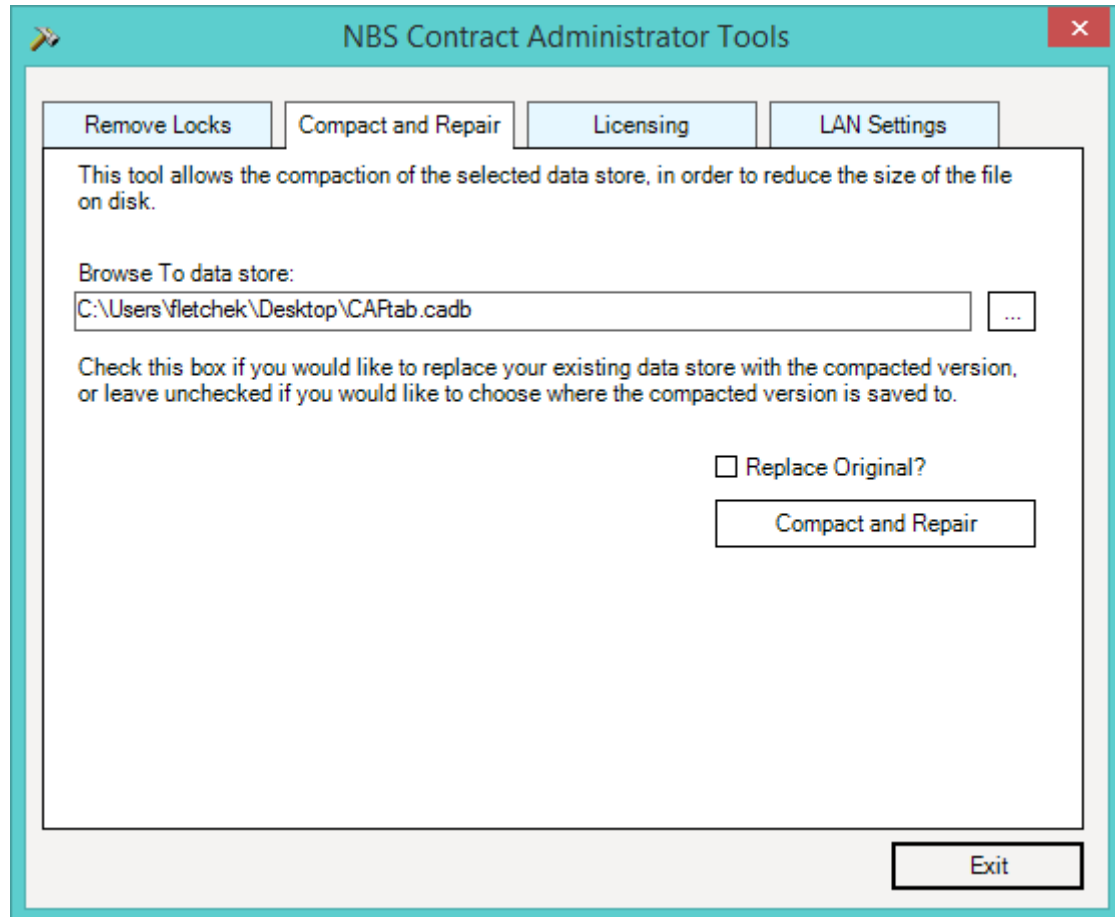 NBS Contract Administrator Tools
Remove Locks
Compact and Repair
Licensing
LAN Settings
This tool allows the compaction of the selected data store, in order to reduce the size of the file
on disk.
Browse To data store:
C:\Users\fletchek\Desktop\CAFtab.cadb
...
Check this box if you would like to replace your existing data store with the compacted version,
or leave unchecked if you would like to choose where the compacted version is saved to.
Replace Original?
Compact and Repair
Exit